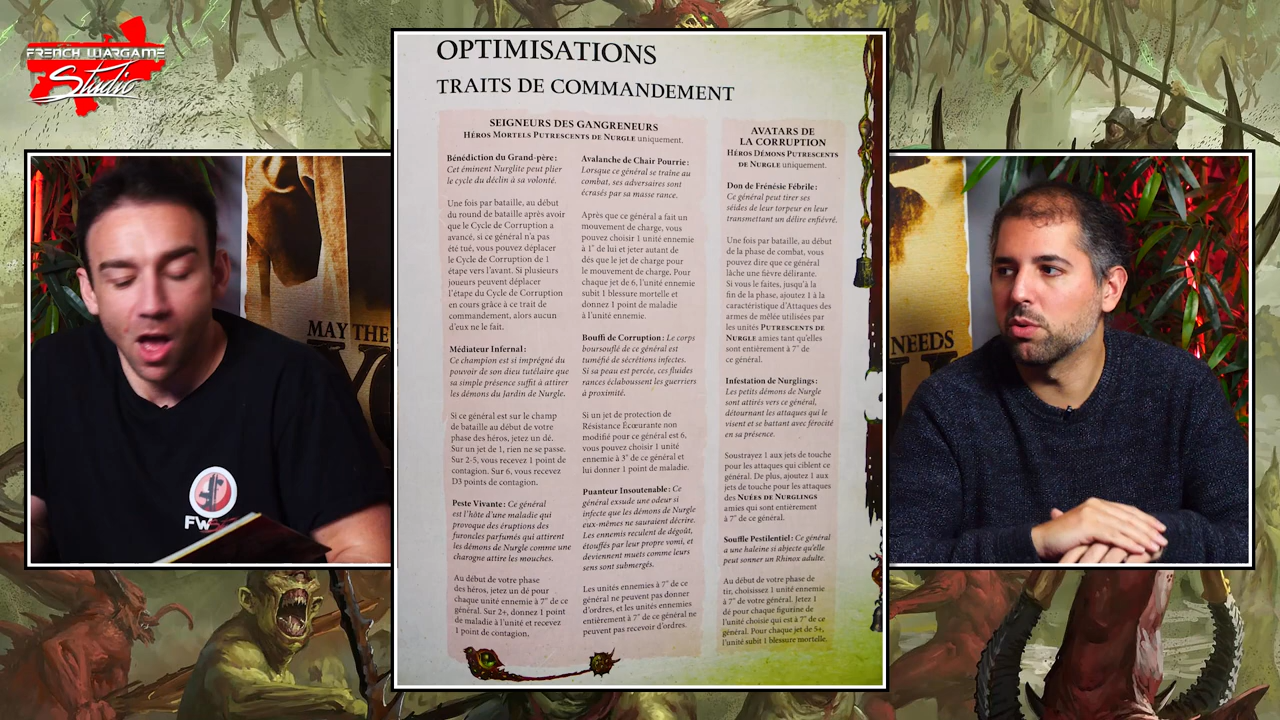 FRENCH WARGAME
Studio
OPTIMISATIONS
TRAITS DE COMMANDEMENT
SEIGNEURS DES GANGRENEURS
HÉROS MORTELS PUTRESCENTS DE NURGLE uniquement.
Bénédiction du Grand-père :
Cet éminent Nurglite peut plier
le cycle du déclin à sa volonté.
Une fois par bataille, au début
du round de bataille après avoir
que le Cycle de Corruption a
avancé, si ce général n'a pas
été tué, vous pouvez déplacer
le Cycle de Corruption de 1
étape vers l'avant. Si plusieurs
joueurs peuvent déplacer
l'étape du Cycle de Corruption
en cours grâce à ce trait de
commandement, alors aucun
d'eux ne le fait.
Médiateur Infernal :
Ce champion est si imprégné du
pouvoir de son dieu tutélaire que
sa simple présence suffit à attirer
les démons du Jardin de Nurgle.
Si ce général est sur le champ
de bataille au début de votre
phase des héros, jetez un dé.
Sur un jet de 1, rien ne se passe.
Sur 2-5, vous recevez 1 point de
contagion. Sur 6, vous recevez
D3 points de contagion.
Peste Vivante : Ce général
est l'hôte d'une maladie qui
provoque des éruptions des
furoncles parfumés qui attirent
les démons de Nurgle comme une
charogne attire les mouches.
Au début de votre phase
des héros, jetez un dé pour
chaque unité ennemie à 7" de ce
général. Sur 2+, donnez 1 point
de maladie à l'unité et recevez
1 point de contagion.
Avalanche de Chair Pourrie :
Lorsque ce général se traîne au
combat, ses adversaires sont
écrasés par sa masse rance.
Après que ce général a fait un
mouvement de charge, vous
pouvez choisir 1 unité ennemie
à 1" de lui et jeter autant de
dés que le jet de charge pour
le mouvement de charge. Pour
chaque jet de 6, l'unité ennemie
subit 1 blessure mortelle et
donnez 1 point de maladie
à l'unité ennemie.
Bouffi de Corruption : Le corps
boursouflé de ce général est
tuméfié de sécrétions infectes.
Si sa peau est percée, ces fluides
rances éclaboussent les guerriers
à proximité.
Si un jet de protection de
Résistance Écœurante non
modifié pour ce général est 6,
vous pouvez choisir 1 unité
ennemie à 3" de ce général et
lui donner 1 point de maladie.
Puanteur Insoutenable : Ce
général exsude une odeur si
infecte que les démons de Nurgle
eux-mêmes ne sauraient décrire.
Les ennemis reculent de dégoût,
étouffés par leur propre vomi, et
deviennent muets comme leurs
sens sont submergés.
Les unités ennemies à 7" de ce
général ne peuvent pas donner
d'ordres, et les unités ennemies
entièrement à 7" de ce général ne
peuvent pas recevoir d'ordres.
AVATARS DE
LA CORRUPTION
HÉROS DÉMONS PUTRESCENTS
DE NURGLE uniquement.
Don de Frénésie Fébrile :
Ce général peut tirer ses
séides de leur torpeur en leur
transmettant un délire enfiévré.
Une fois par bataille, au début
de la phase de combat, vous
pouvez dire que ce général
lâche une fièvre délirante.
Si vous le faites, jusqu'à la
fin de la phase, ajoutez 1 à la
caractéristique d'Attaques des
armes de mêlée utilisées par
les unités PUTRESCENTS DE
NURGLE amies tant qu'elles
sont entièrement à 7" de
ce général.
Infestation de Nurglings :
Les petits démons de Nurgle
sont attirés vers ce général,
détournant les attaques qui le
visent et se battant avec férocité
en sa présence.
Soustrayez 1 aux jets de touche
pour les attaques qui ciblent ce
général. De plus, ajoutez 1 aux
jets de touche pour les attaques
des NUÉES DE NURGLINGS
amies qui sont entièrement
à 7" de ce général.
Souffle Pestilentiel : Ce général
a une haleine si abjecte qu'elle
peut sonner un Rhinox adulte.
Au début de votre phase de
tir, choisissez 1 unité ennemie
à 7" de votre général. Jetez 1
dé pour chaque figurine de
l'unité choisie qui est à 7" de ce
général. Pour chaque jet de 5+,
l'unité subit 1 blessure mortelle.
MAY THE
NEEDS
FW